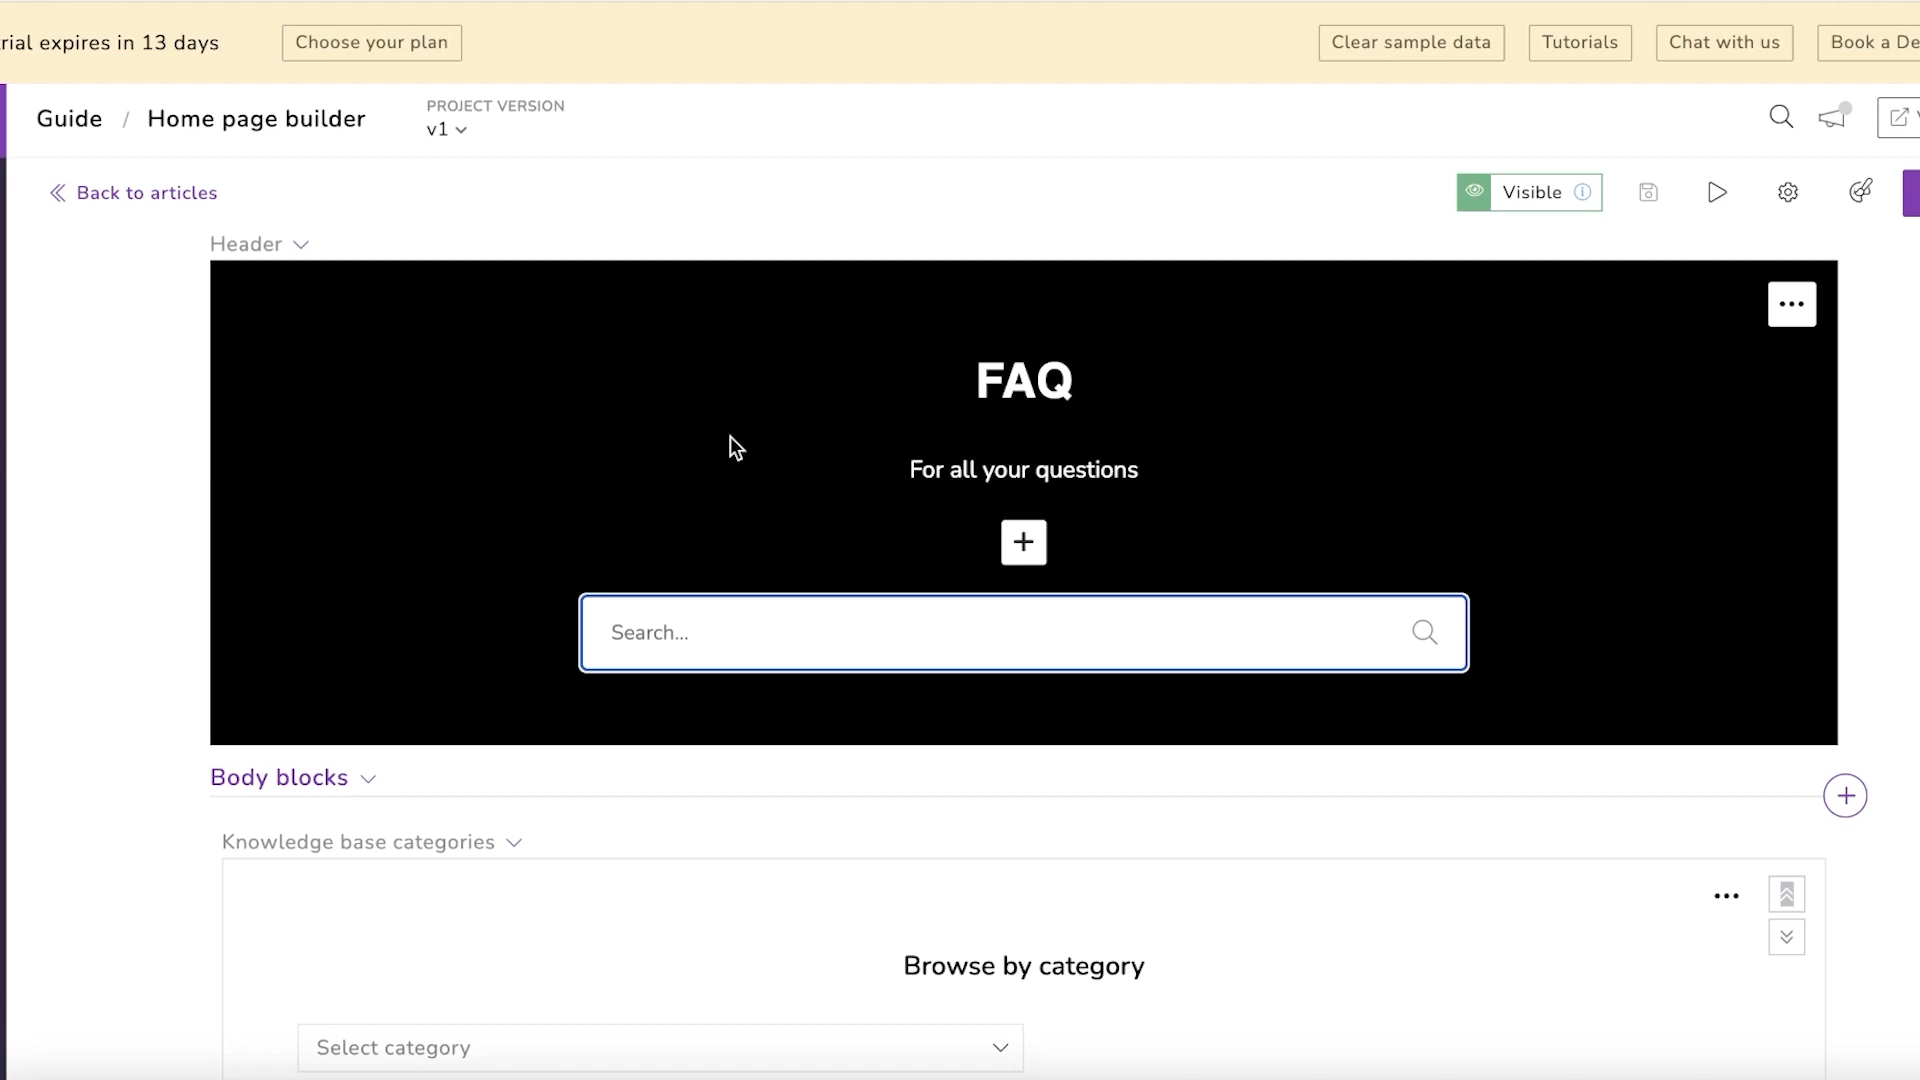 rial expires in 13 days
Choose your plan
Clear sample data
Tutorials
Chat with us
Book a De
Guide / Home page builder
PROJECT VERSION
v1
Back to articles
Visible
Header
FAQ
For all your questions
Search...
Body blocks
Knowledge base categories
Browse by category
Select category